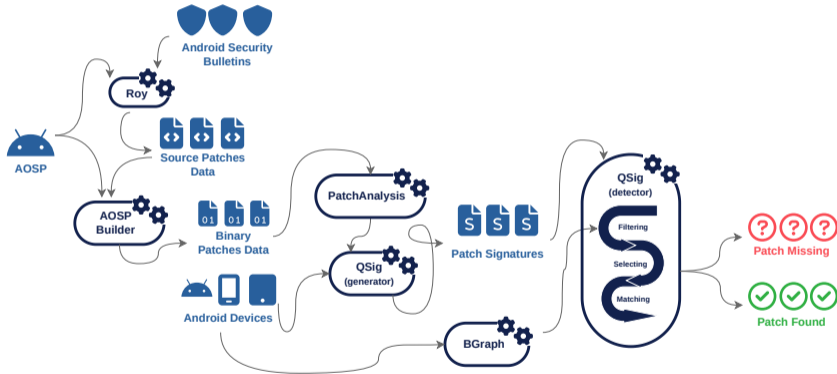 Android Security
Bulletins
Roy
AOSP
Source Patches
Data
AOSP
Builder
01 01 01
Binary
Patches Data
Android Devices
PatchAnalysis
QSig
(generator)
S S S
Patch Signatures
BGraph
QSig
(detector)
Filtering
Selecting
Matching
? ? ?
Patch Missing
Patch Found